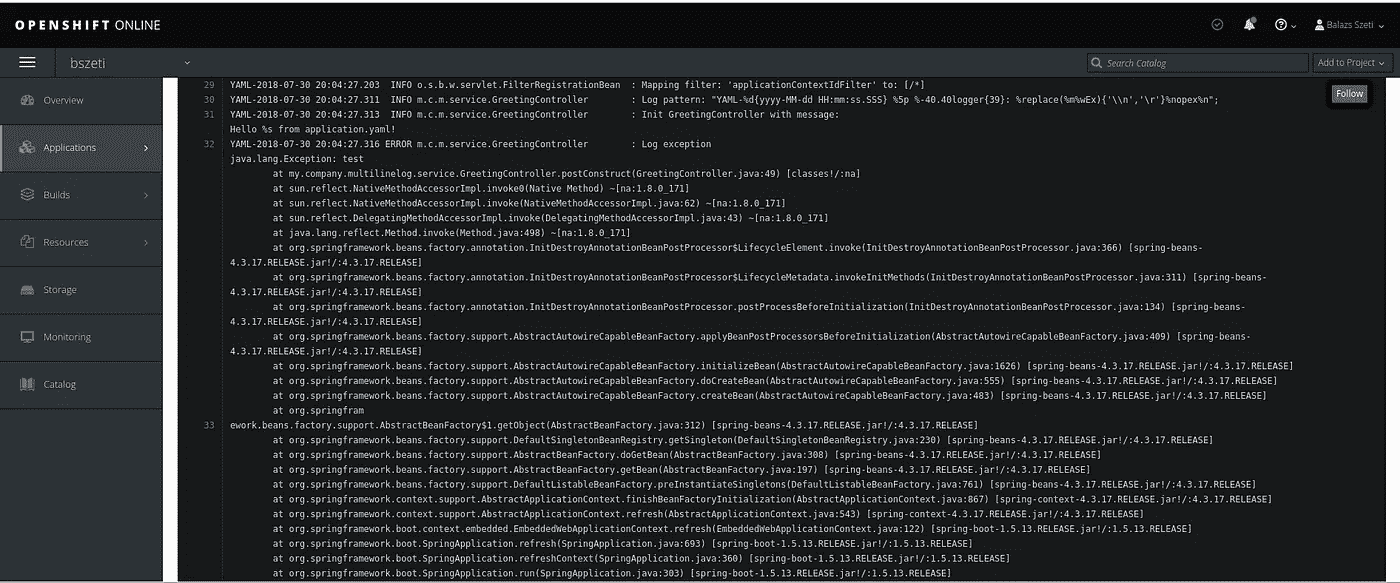 OPENSHIFT ONLINE
Balazs Szeti
bszeti
Search Catalog
Add to Project
Overview
Applications
Builds
Resources
Storage
Monitoring
Catalog
Follow
29 YAML-2018-07-30 20:04:27.203  INFO o.s.b.w.servlet.FilterRegistrationBean  : Mapping filter: 'applicationContextIdFilter' to: [/*]
30 YAML-2018-07-30 20:04:27.311  INFO m.c.m.service.GreetingController        : Log pattern: "YAML-%d{yyyy-MM-dd HH:mm:ss.SSS} %5p %-40.40logger{39}: %replace(%m%wEx){'\\n','\r'}%nopex%n";
31 YAML-2018-07-30 20:04:27.313  INFO m.c.m.service.GreetingController        : Init GreetingController with message:
Hello %s from application.yaml!
32 YAML-2018-07-30 20:04:27.316 ERROR m.c.m.service.GreetingController        : Log exception
java.lang.Exception: test
at my.company.multilinelog.service.GreetingController.postConstruct(GreetingController.java:49) [classes!/:na]
at sun.reflect.NativeMethodAccessorImpl.invoke0(Native Method) ~[na:1.8.0_171]
at sun.reflect.NativeMethodAccessorImpl.invoke(NativeMethodAccessorImpl.java:62) ~[na:1.8.0_171]
at sun.reflect.DelegatingMethodAccessorImpl.invoke(DelegatingMethodAccessorImpl.java:43) ~[na:1.8.0_171]
at java.lang.reflect.Method.invoke(Method.java:498) ~[na:1.8.0_171]
at org.springframework.beans.factory.annotation.InitDestroyAnnotationBeanPostProcessor$LifecycleElement.invoke(InitDestroyAnnotationBeanPostProcessor.java:366) [spring-beans-
4.3.17.RELEASE.jar!/:4.3.17.RELEASE]
at org.springframework.beans.factory.annotation.InitDestroyAnnotationBeanPostProcessor$LifecycleMetadata.invokeInitMethods(InitDestroyAnnotationBeanPostProcessor.java:311) [spring-beans-
4.3.17.RELEASE.jar!/:4.3.17.RELEASE]
at org.springframework.beans.factory.annotation.InitDestroyAnnotationBeanPostProcessor.postProcessBeforeInitialization(InitDestroyAnnotationBeanPostProcessor.java:134) [spring-beans-
4.3.17.RELEASE.jar!/:4.3.17.RELEASE]
at org.springframework.beans.factory.support.AbstractAutowireCapableBeanFactory.applyBeanPostProcessorsBeforeInitialization(AbstractAutowireCapableBeanFactory.java:409) [spring-beans-
4.3.17.RELEASE.jar!/:4.3.17.RELEASE]
at org.springframework.beans.factory.support.AbstractAutowireCapableBeanFactory.initializeBean(AbstractAutowireCapableBeanFactory.java:1626) [spring-beans-4.3.17.RELEASE.jar!/:4.3.17.RELEASE]
at org.springframework.beans.factory.support.AbstractAutowireCapableBeanFactory.doCreateBean(AbstractAutowireCapableBeanFactory.java:555) [spring-beans-4.3.17.RELEASE.jar!/:4.3.17.RELEASE]
at org.springframework.beans.factory.support.AbstractAutowireCapableBeanFactory.createBean(AbstractAutowireCapableBeanFactory.java:483) [spring-beans-4.3.17.RELEASE.jar!/:4.3.17.RELEASE]
at org.springfram
33 ework.beans.factory.support.AbstractBeanFactory$1.getObject(AbstractBeanFactory.java:312) [spring-beans-4.3.17.RELEASE.jar!/:4.3.17.RELEASE]
at org.springframework.beans.factory.support.DefaultSingletonBeanRegistry.getSingleton(DefaultSingletonBeanRegistry.java:230) [spring-beans-4.3.17.RELEASE.jar!/:4.3.17.RELEASE]
at org.springframework.beans.factory.support.AbstractBeanFactory.doGetBean(AbstractBeanFactory.java:308) [spring-beans-4.3.17.RELEASE.jar!/:4.3.17.RELEASE]
at org.springframework.beans.factory.support.AbstractBeanFactory.getBean(AbstractBeanFactory.java:197) [spring-beans-4.3.17.RELEASE.jar!/:4.3.17.RELEASE]
at org.springframework.beans.factory.support.DefaultListableBeanFactory.preInstantiateSingletons(DefaultListableBeanFactory.java:761) [spring-beans-4.3.17.RELEASE.jar!/:4.3.17.RELEASE]
at org.springframework.context.support.AbstractApplicationContext.finishBeanFactoryInitialization(AbstractApplicationContext.java:867) [spring-context-4.3.17.RELEASE.jar!/:4.3.17.RELEASE]
at org.springframework.context.support.AbstractApplicationContext.refresh(AbstractApplicationContext.java:543) [spring-context-4.3.17.RELEASE.jar!/:4.3.17.RELEASE]
at org.springframework.boot.context.embedded.EmbeddedWebApplicationContext.refresh(EmbeddedWebApplicationContext.java:122) [spring-boot-1.5.13.RELEASE.jar!/:1.5.13.RELEASE]
at org.springframework.boot.SpringApplication.refresh(SpringApplication.java:693) [spring-boot-1.5.13.RELEASE.jar!/:1.5.13.RELEASE]
at org.springframework.boot.SpringApplication.refreshContext(SpringApplication.java:360) [spring-boot-1.5.13.RELEASE.jar!/:1.5.13.RELEASE]
at org.springframework.boot.SpringApplication.run(SpringApplication.java:303) [spring-boot-1.5.13.RELEASE.jar!/:1.5.13.RELEASE]